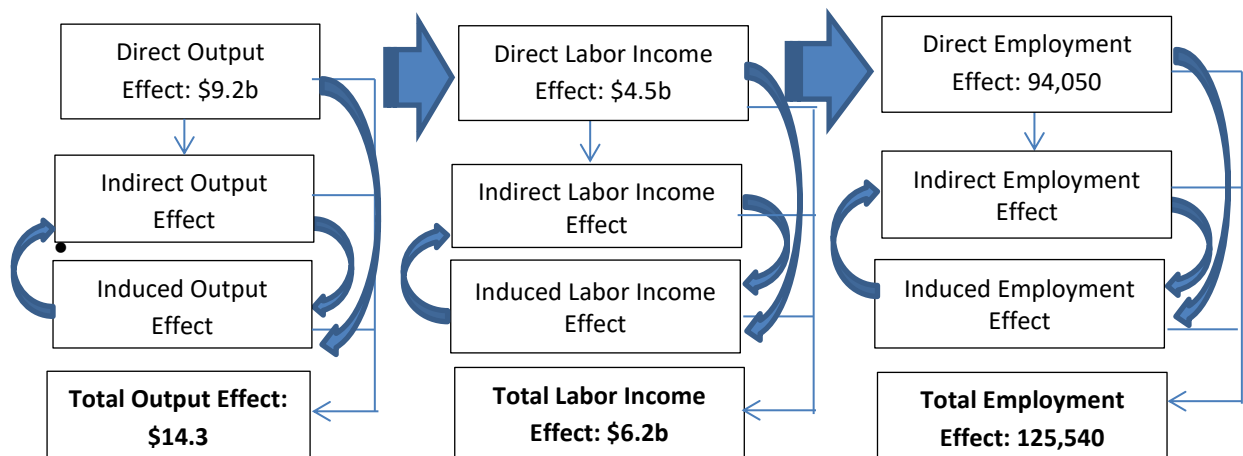 Direct Output
Effect: $9.2b
Indirect Output
Effect
Induced Output
Effect
Total Output Effect:
$14.3
Direct Labor Income
Effect: $4.5b
Indirect Labor Income
Effect
Induced Labor Income
Effect
Total Labor Income
Effect: $6.2b
Direct Employment
Effect: 94,050
Indirect Employment
Effect
Induced Employment
Effect
Total Employment
Effect: 125,540